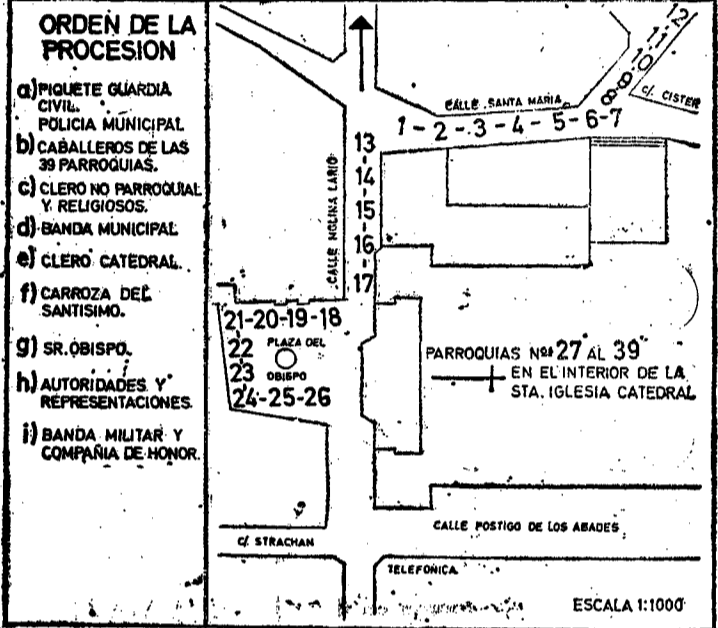 ORDEN DE LA
PROCESION
a) PIQUETE GUARDIA
CIVIL.
POLICIA MUNICIPAL
b) CABALLEROS DE LAS
39 PARROQUIAS.
c) CLERO NO PARROQUIAL
Y RELIGIOSOS.
d) BANDA MUNICIPAL
e) CLERO CATEDRAL.
f) CARROZA DEL
SANTISIMO.
g) SR. OBISPO.
h) AUTORIDADES Y
REPRESENTACIONES.
i) BANDA MILITAR Y
COMPAÑIA DE HONOR.
CALLE SANTA MARIA
1-2-3-4-5-6-7
8-9-10-11-12
C/. CISTER
13-14-15-16-17
CALLE MOLINA LARIO
21-20-19-18
22
23
24-25-26
PLAZA DEL
OBISPO
PARROQUIAS Nos 27 AL 39
EN EL INTERIOR DE LA
STA. IGLESIA CATEDRAL
CALLE POSTIGO DE LOS ABADES
C/. STRACHAN
TELEFONICA
ESCALA 1:1000